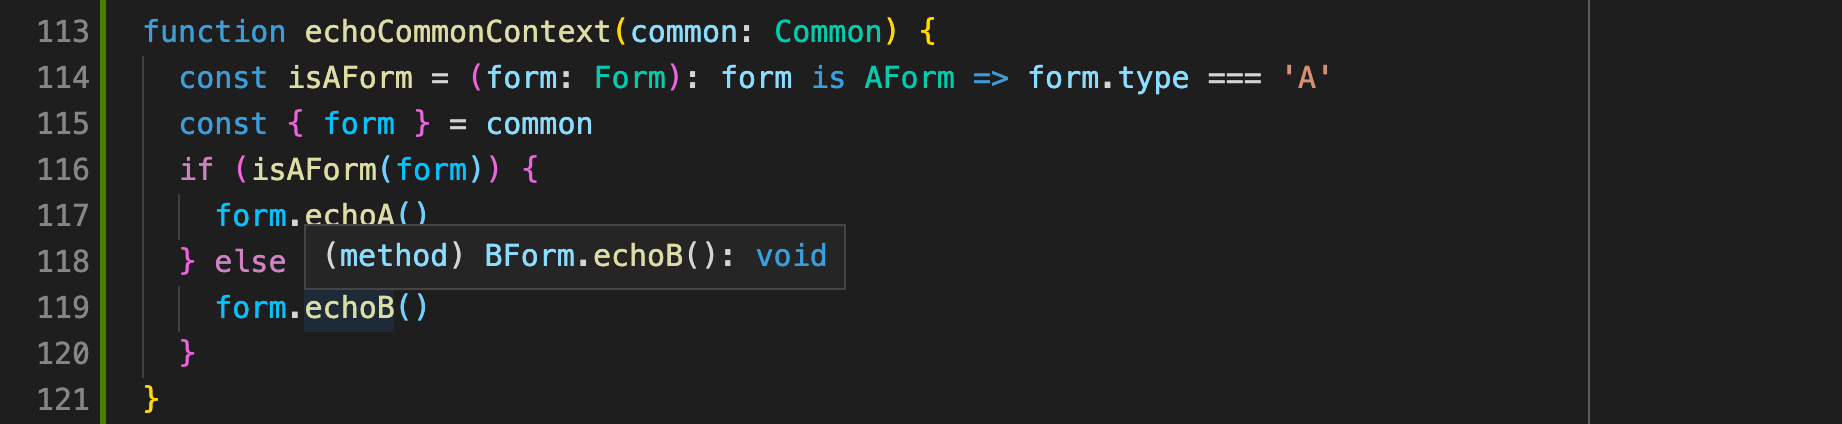 113 function echoCommonContext(common: Common) {
114 const isAForm = (form: Form): form is AForm => form.type === 'A'
115 const { form } = common
116 if (isAForm(form)) {
117 form.echoA()
118 } else
(method) BForm.echoB(): void
119 form.echoB()
120 }
121 }